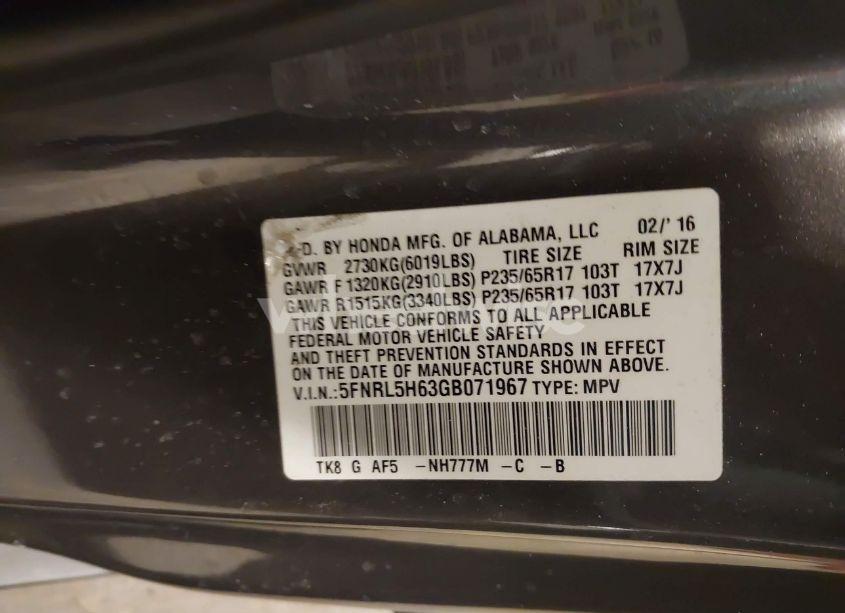 D. BY HONDA MFG. OF ALABAMA, LLC 02/' 16
GVWR 2730KG(6019LBS) TIRE SIZE RIM SIZE
GAWR F1320KG(2910LBS) P235/65R17 103T 17X7J
GAWR R1515KG(3340LBS) P235/65R17 103T 17X7J
THIS VEHICLE CONFORMS TO ALL APPLICABLE
FEDERAL MOTOR VEHICLE SAFETY
AND THEFT PREVENTION STANDARDS IN EFFECT
ON THE DATE OF MANUFACTURE SHOWN ABOVE.
V.I.N.:5FNRL5H63GB071967 TYPE: MPV
TK8 G AF5 -NH777M -C -B